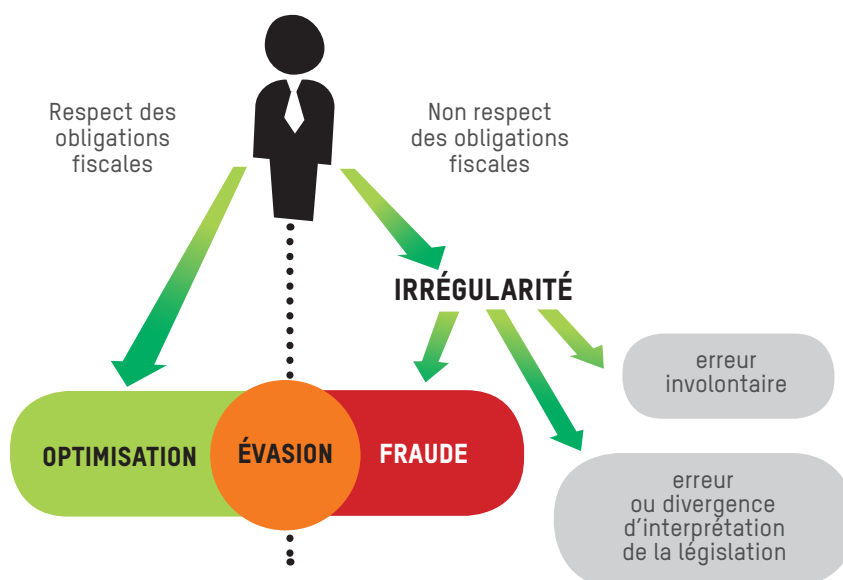 Respect des
obligations
fiscales
Non respect
des obligations
fiscales
IRRÉGULARITÉ
erreur
involontaire
OPTIMISATION
ÉVASION
FRAUDE
erreur
ou divergence
d'interprétation
de la législation